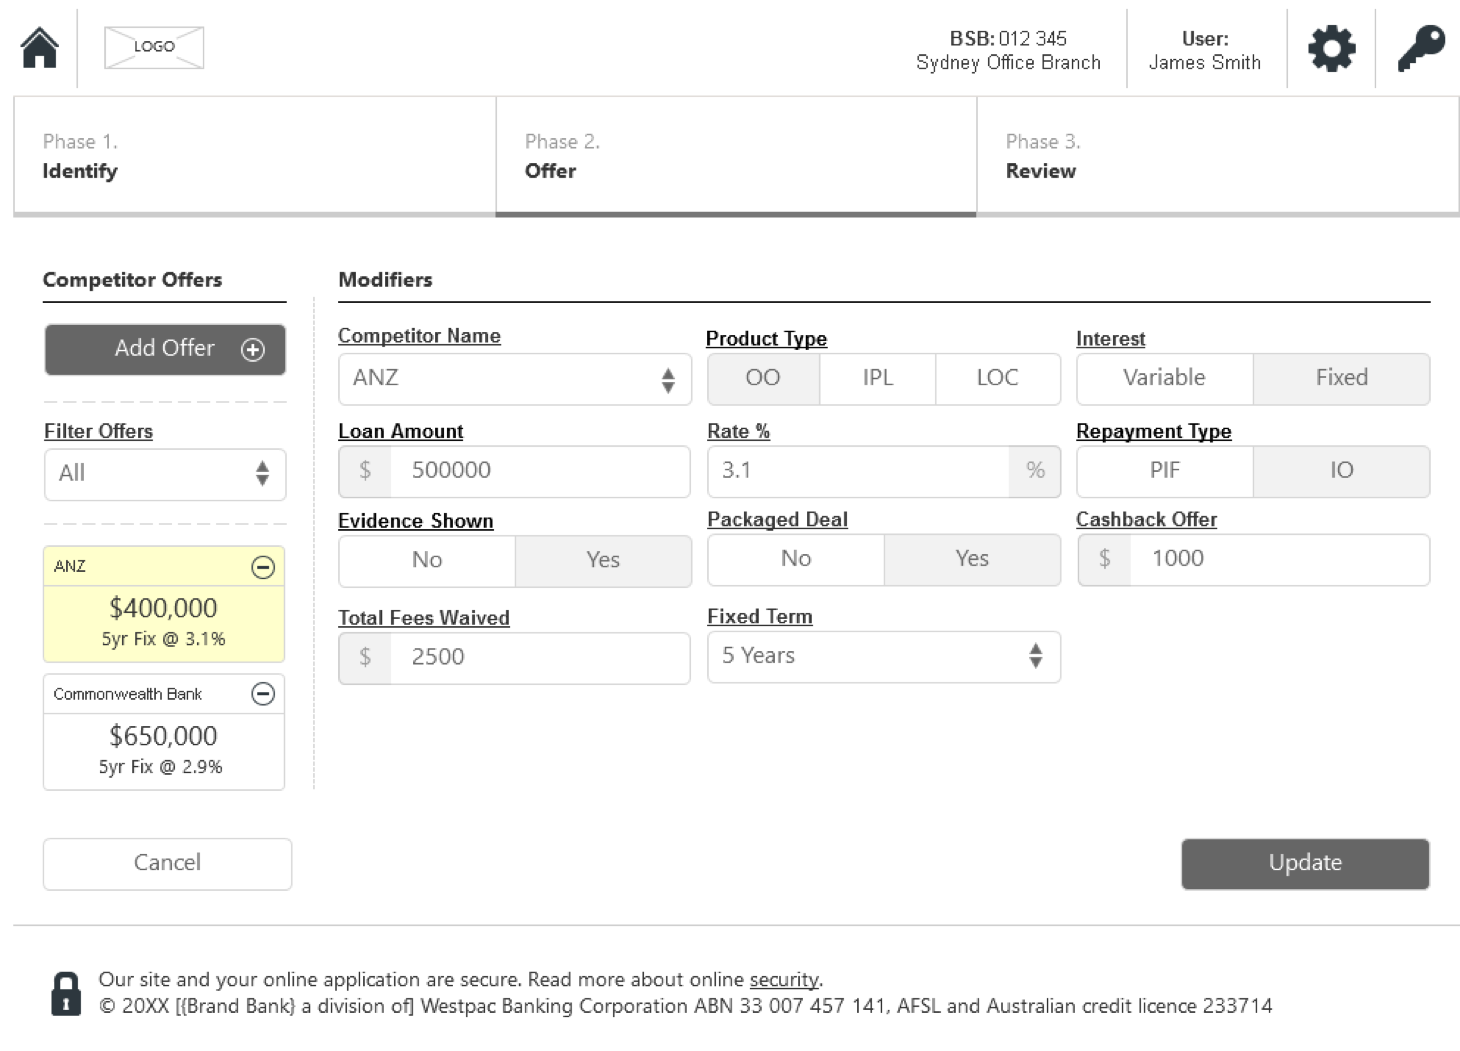 LOGO
BSB: 012 345
Sydney Office Branch
User:
James Smith
Phase 1.
Identify
Phase 2.
Offer
Phase 3.
Review
Competitor Offers
Add Offer
Filter Offers
All
ANZ
$400,000
5yr Fix @ 3.1%
Commonwealth Bank
$650,000
5yr Fix @ 2.9%
Modifiers
Competitor Name
ANZ
Product Type
OO IPL LOC
Interest
Variable Fixed
Loan Amount
$ 500000
Rate %
3.1 %
Repayment Type
PIF IO
Evidence Shown
No Yes
Packaged Deal
No Yes
Cashback Offer
$ 1000
Total Fees Waived
$ 2500
Fixed Term
5 Years
Cancel
Update
Our site and your online application are secure. Read more about online security.
© 20XX [{Brand Bank} a division of] Westpac Banking Corporation ABN 33 007 457 141, AFSL and Australian credit licence 233714